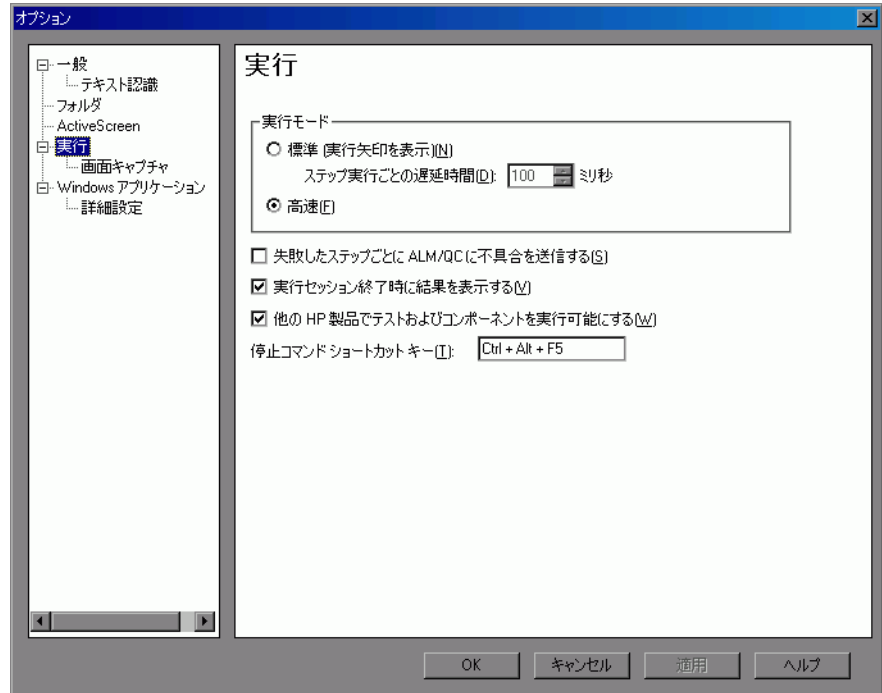 オプション
一般
テキスト認識
フォルダ
ActiveScreen
実行
画面キャプチャ
Windows アプリケーション
詳細設定
実行
実行モード
標準 (実行矢印を表示)(N)
ステップ実行ごとの遅延時間(D): 100 ミリ秒
高速(F)
失敗したステップごとに ALM/QC に不具合を送信する(S)
実行セッション終了時に結果を表示する(V)
他の HP 製品でテストおよびコンポーネントを実行可能にする(W)
停止コマンド ショートカット キー(T): Ctrl + Alt + F5
OK キャンセル 適用 ヘルプ